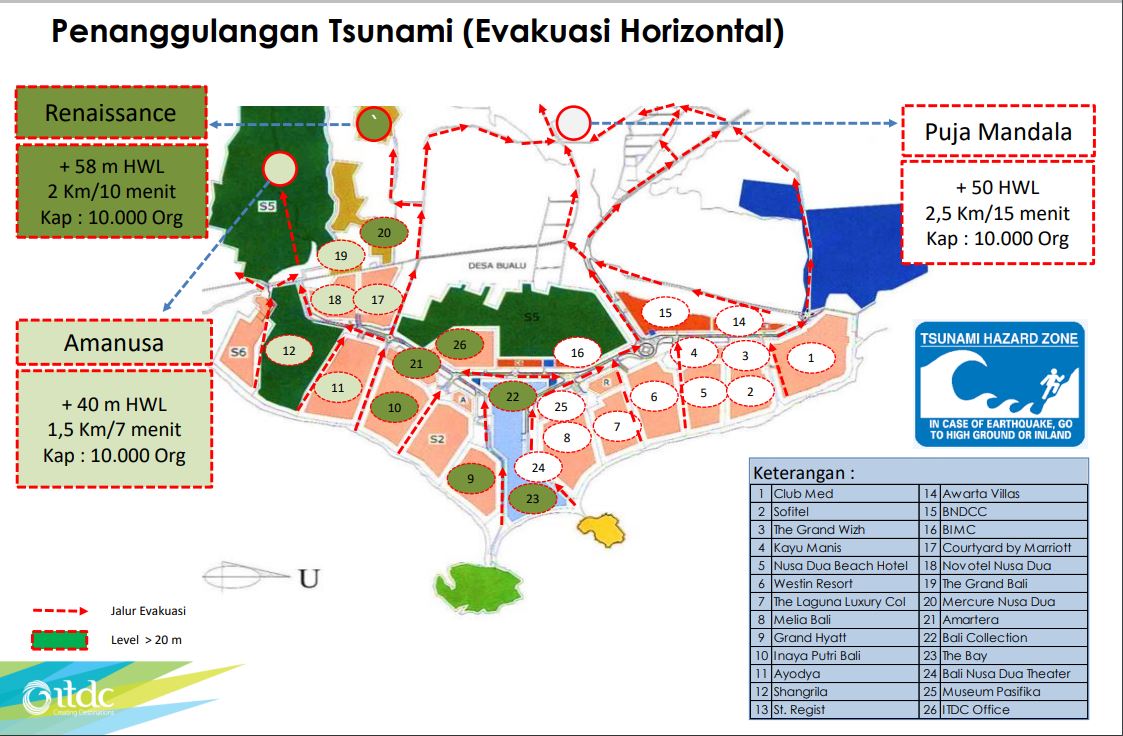 Penanggulangan Tsunami (Evakuasi Horizontal)
Renaissance
+ 58 m HWL
2 Km/10 menit
Kap : 10.000 Org
Puja Mandala
+ 50 HWL
2,5 Km/15 menit
Kap : 10.000 Org
Amanusa
+ 40 m HWL
1,5 Km/7 menit
Kap : 10.000 Org
S5
20
19
DESA BUALU
18
17
S5
15
14
S6
12
26
16
4
3
1
21
11
10
22
R
6
5
2
A
25
7
S2
8
24
9
23
U
TSUNAMI HAZARD ZONE
IN CASE OF EARTHQUAKE, GO
TO HIGH GROUND OR INLAND
Jalur Evakuasi
Level > 20 m
itdc
Creating Destinations
Keterangan :
1 Club Med 14 Awarta Villas
2 Sofitel 15 BNDCC
3 The Grand Wizh 16 BIMC
4 Kayu Manis 17 Courtyard by Marriott
5 Nusa Dua Beach Hotel 18 Novotel Nusa Dua
6 Westin Resort 19 The Grand Bali
7 The Laguna Luxury Col 20 Mercure Nusa Dua
8 Melia Bali 21 Amartera
9 Grand Hyatt 22 Bali Collection
10 Inaya Putri Bali 23 The Bay
11 Ayodya 24 Bali Nusa Dua Theater
12 Shangrila 25 Museum Pasifika
13 St. Regist 26 ITDC Office